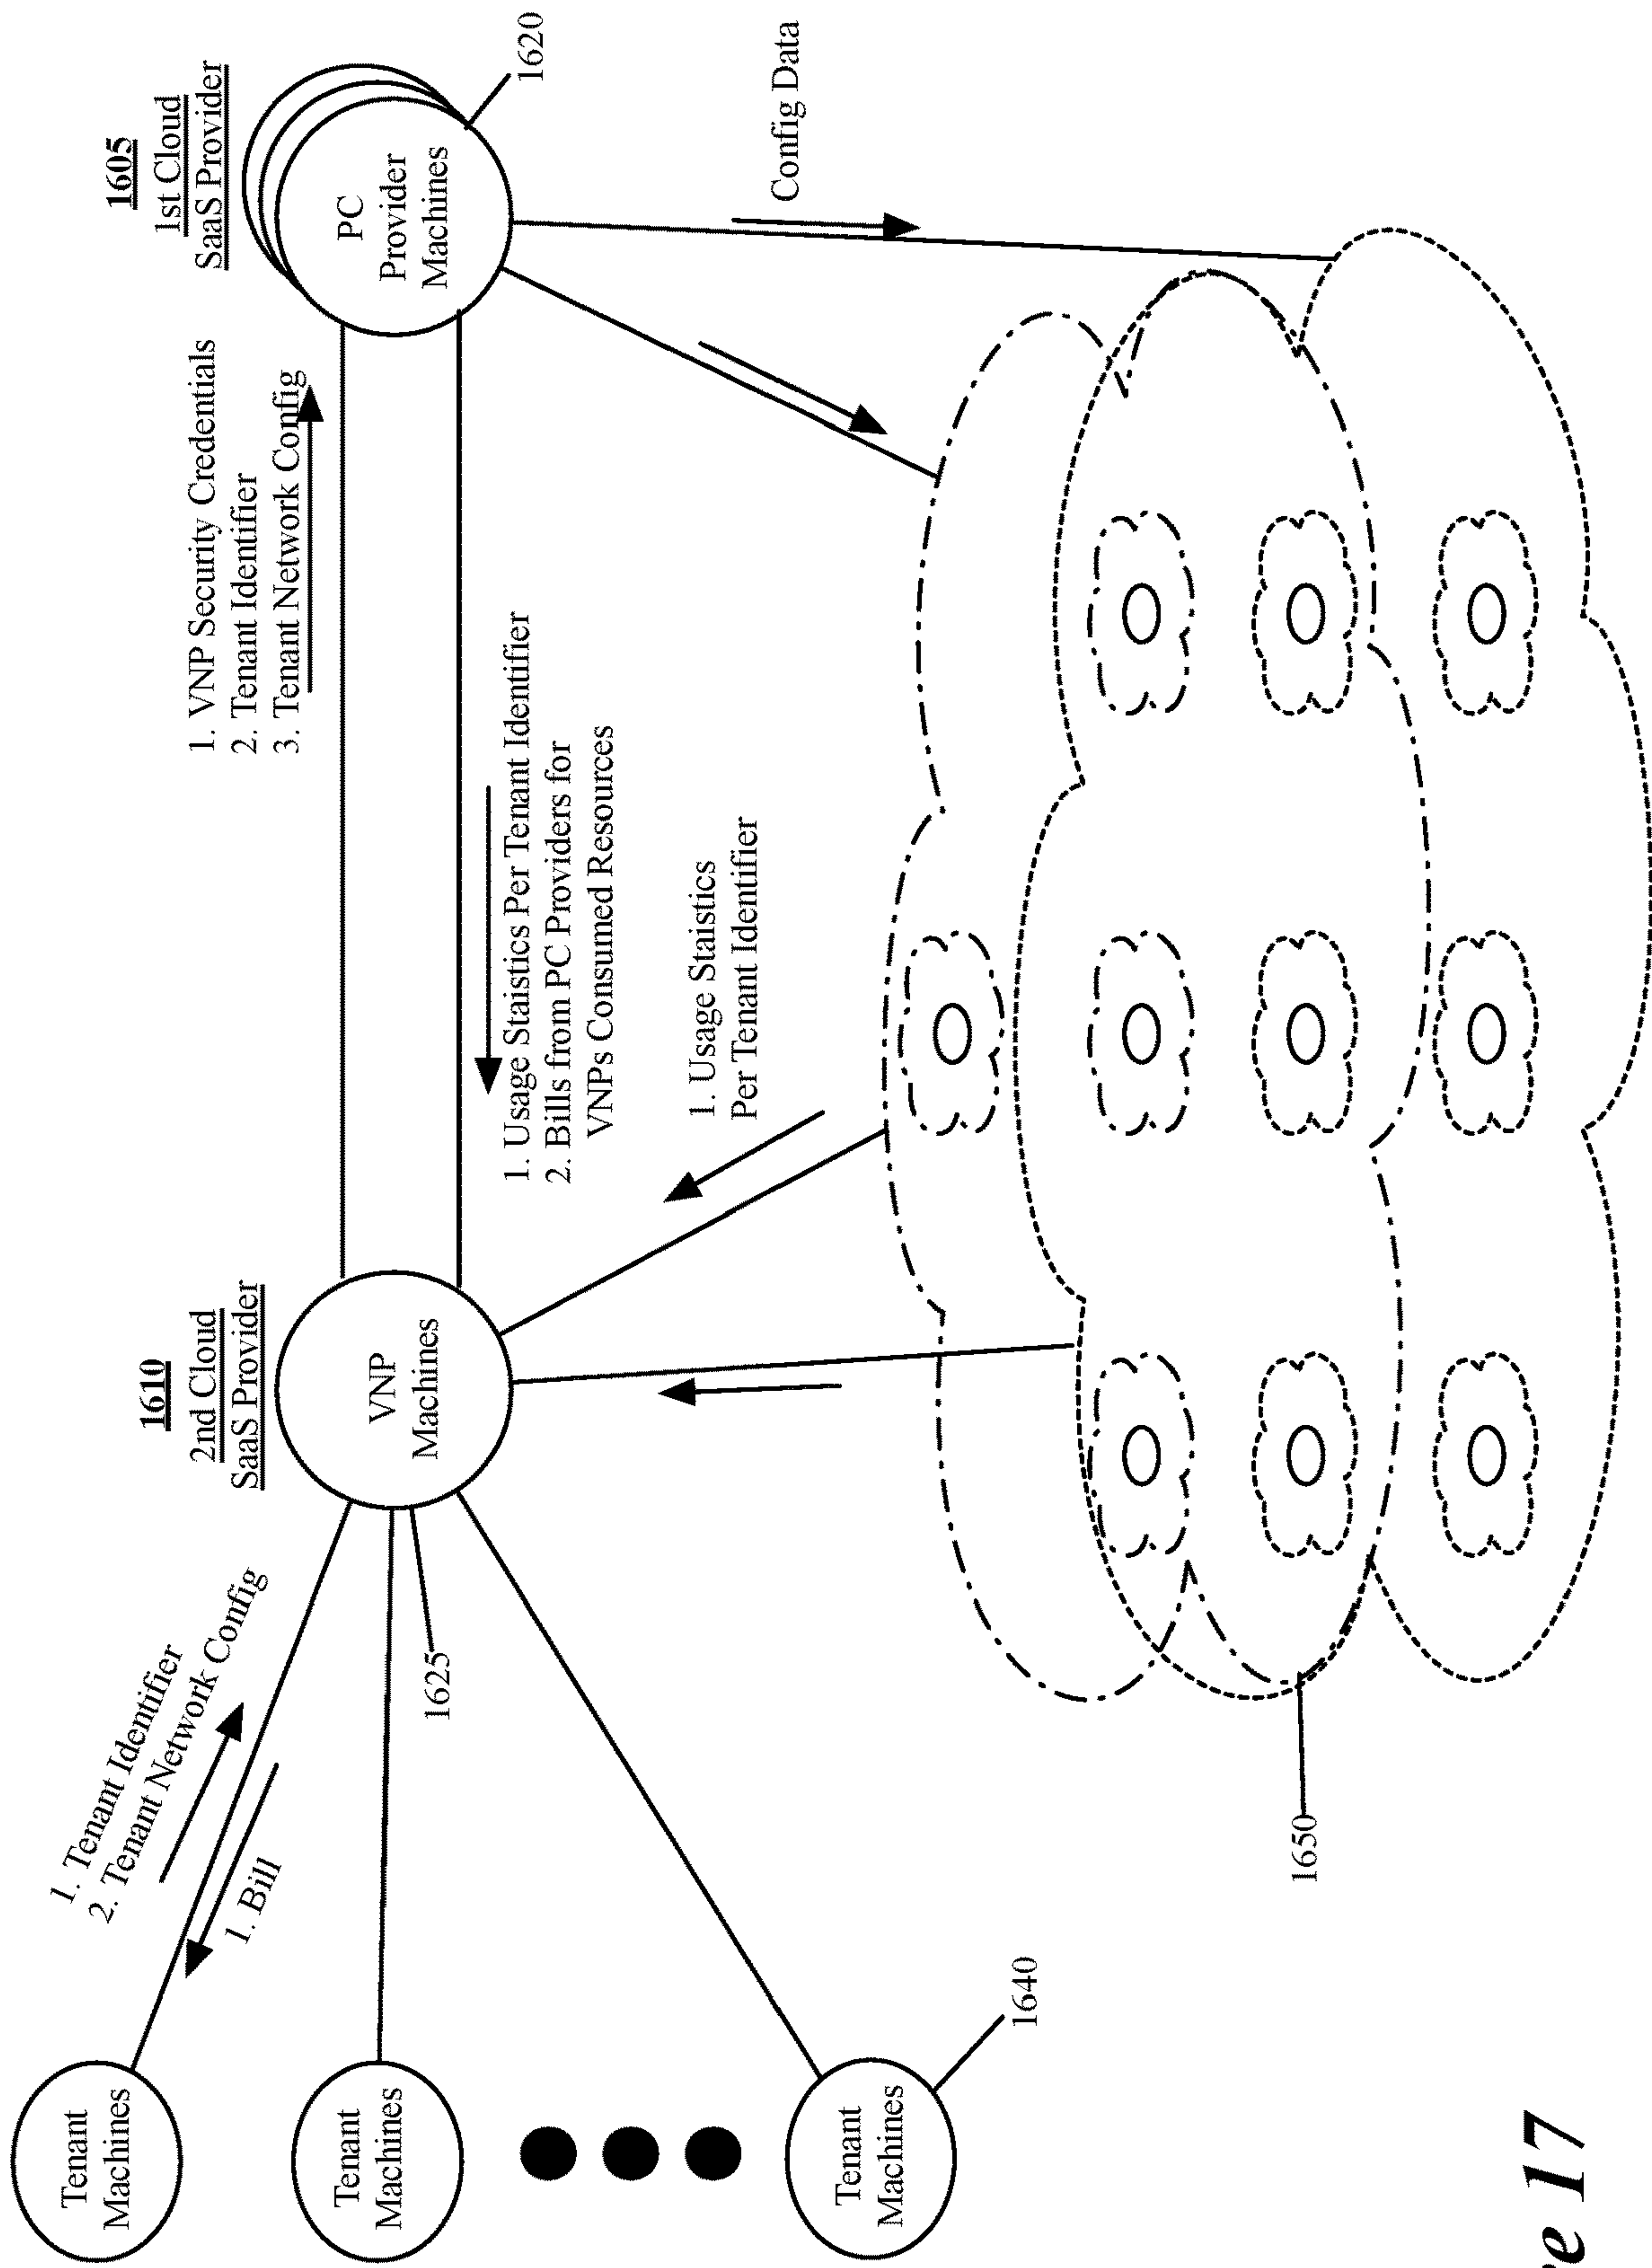 1605
1st Cloud
SaaS Provider
PC
Provider
Machines
1620
Config Data
1. VNP Security Credentials
2. Tenant Identifier
3. Tenant Network Config
1. Usage Staistics Per Tenant Identifier
2. Bills from PC Providers for
VNPs Consumed Resources
1. Usage Staistics
Per Tenant Identifier
1610
2nd Cloud
SaaS Provider
VNP
Machines
1625
1. Tenant Identifier
2. Tenant Network Config
1. Bill
Tenant
Machines
Tenant
Machines
Tenant
Machines
1640
1650
17